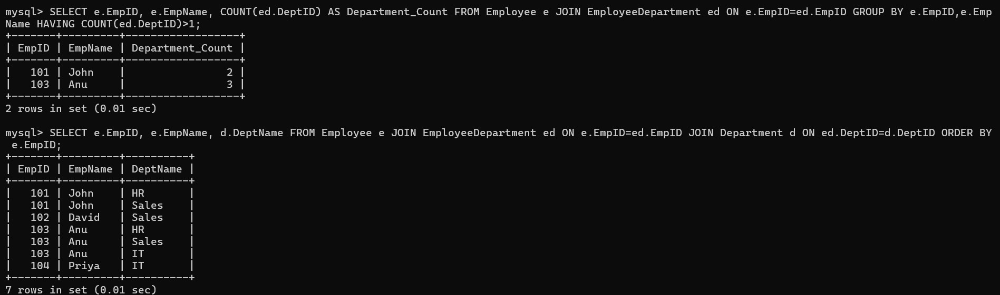 mysql> SELECT e.EmpID, e.EmpName, COUNT(ed.DeptID) AS Department_Count FROM Employee e JOIN EmployeeDepartment ed ON e.EmpID=ed.EmpID GROUP BY e.EmpID,e.Emp
Name HAVING COUNT(ed.DeptID)>1;
+-------+---------+------------------+
| EmpID | EmpName | Department_Count |
+-------+---------+------------------+
|   101 | John    |                2 |
|   103 | Anu     |                3 |
+-------+---------+------------------+
2 rows in set (0.01 sec)

mysql> SELECT e.EmpID, e.EmpName, d.DeptName FROM Employee e JOIN EmployeeDepartment ed ON e.EmpID=ed.EmpID JOIN Department d ON ed.DeptID=d.DeptID ORDER BY
 e.EmpID;
+-------+---------+----------+
| EmpID | EmpName | DeptName |
+-------+---------+----------+
|   101 | John    | HR       |
|   101 | John    | Sales    |
|   102 | David   | Sales    |
|   103 | Anu     | HR       |
|   103 | Anu     | Sales    |
|   103 | Anu     | IT       |
|   104 | Priya   | IT       |
+-------+---------+----------+
7 rows in set (0.01 sec)